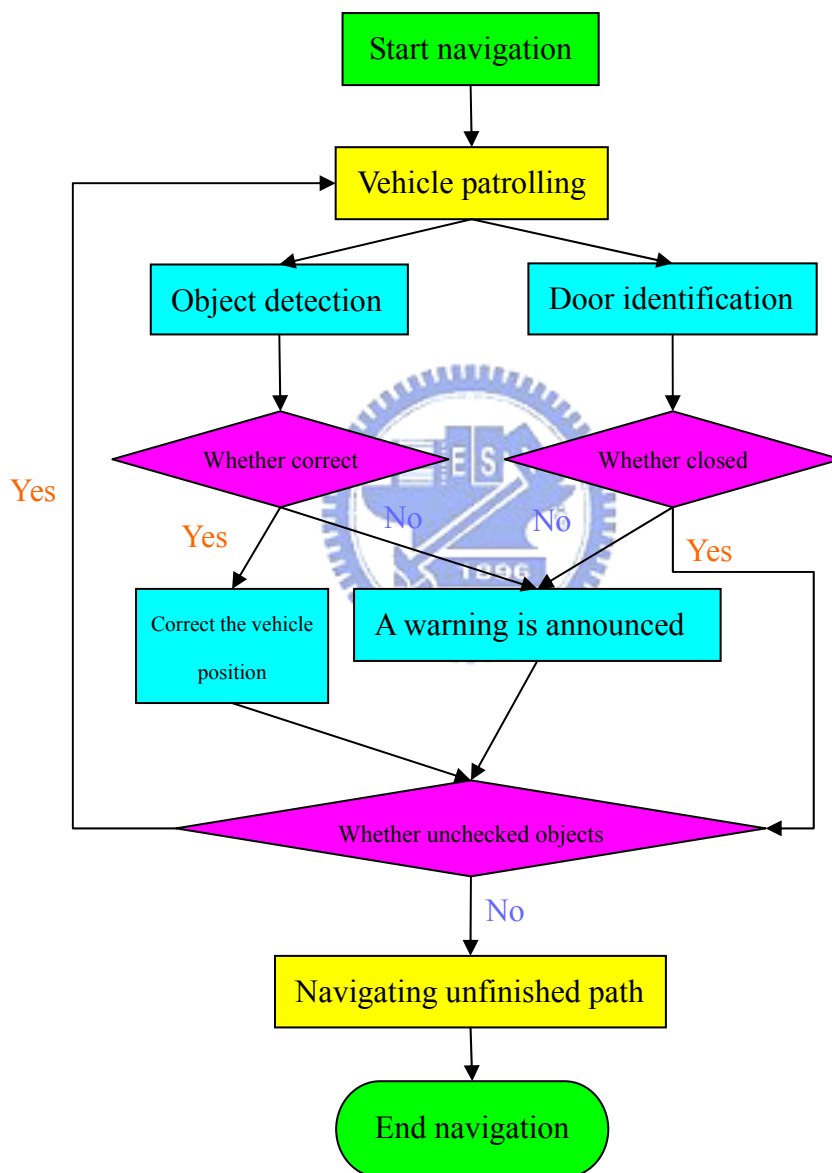 Start navigation
Vehicle patrolling
Object detection
Door identification
Whether correct
Whether closed
Yes
Yes
No
No
Yes
Correct the vehicle
position
A warning is announced
Whether unchecked objects
No
Navigating unfinished path
End navigation
E S
1896